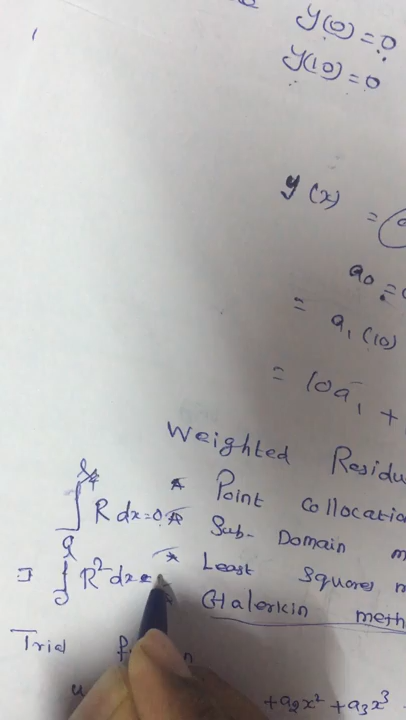 y(0) = 0
y(10) = 0
y(x) =
a₀ =
= a₁(10)
= 10a₁ +
Weighted Residu
* Point collocation
∫ R dx = 0 * Sub-Domain m
I ∫ R² dx = * Least Squares m
Galerkin meth
Trial
+a₂x² + a₃x³